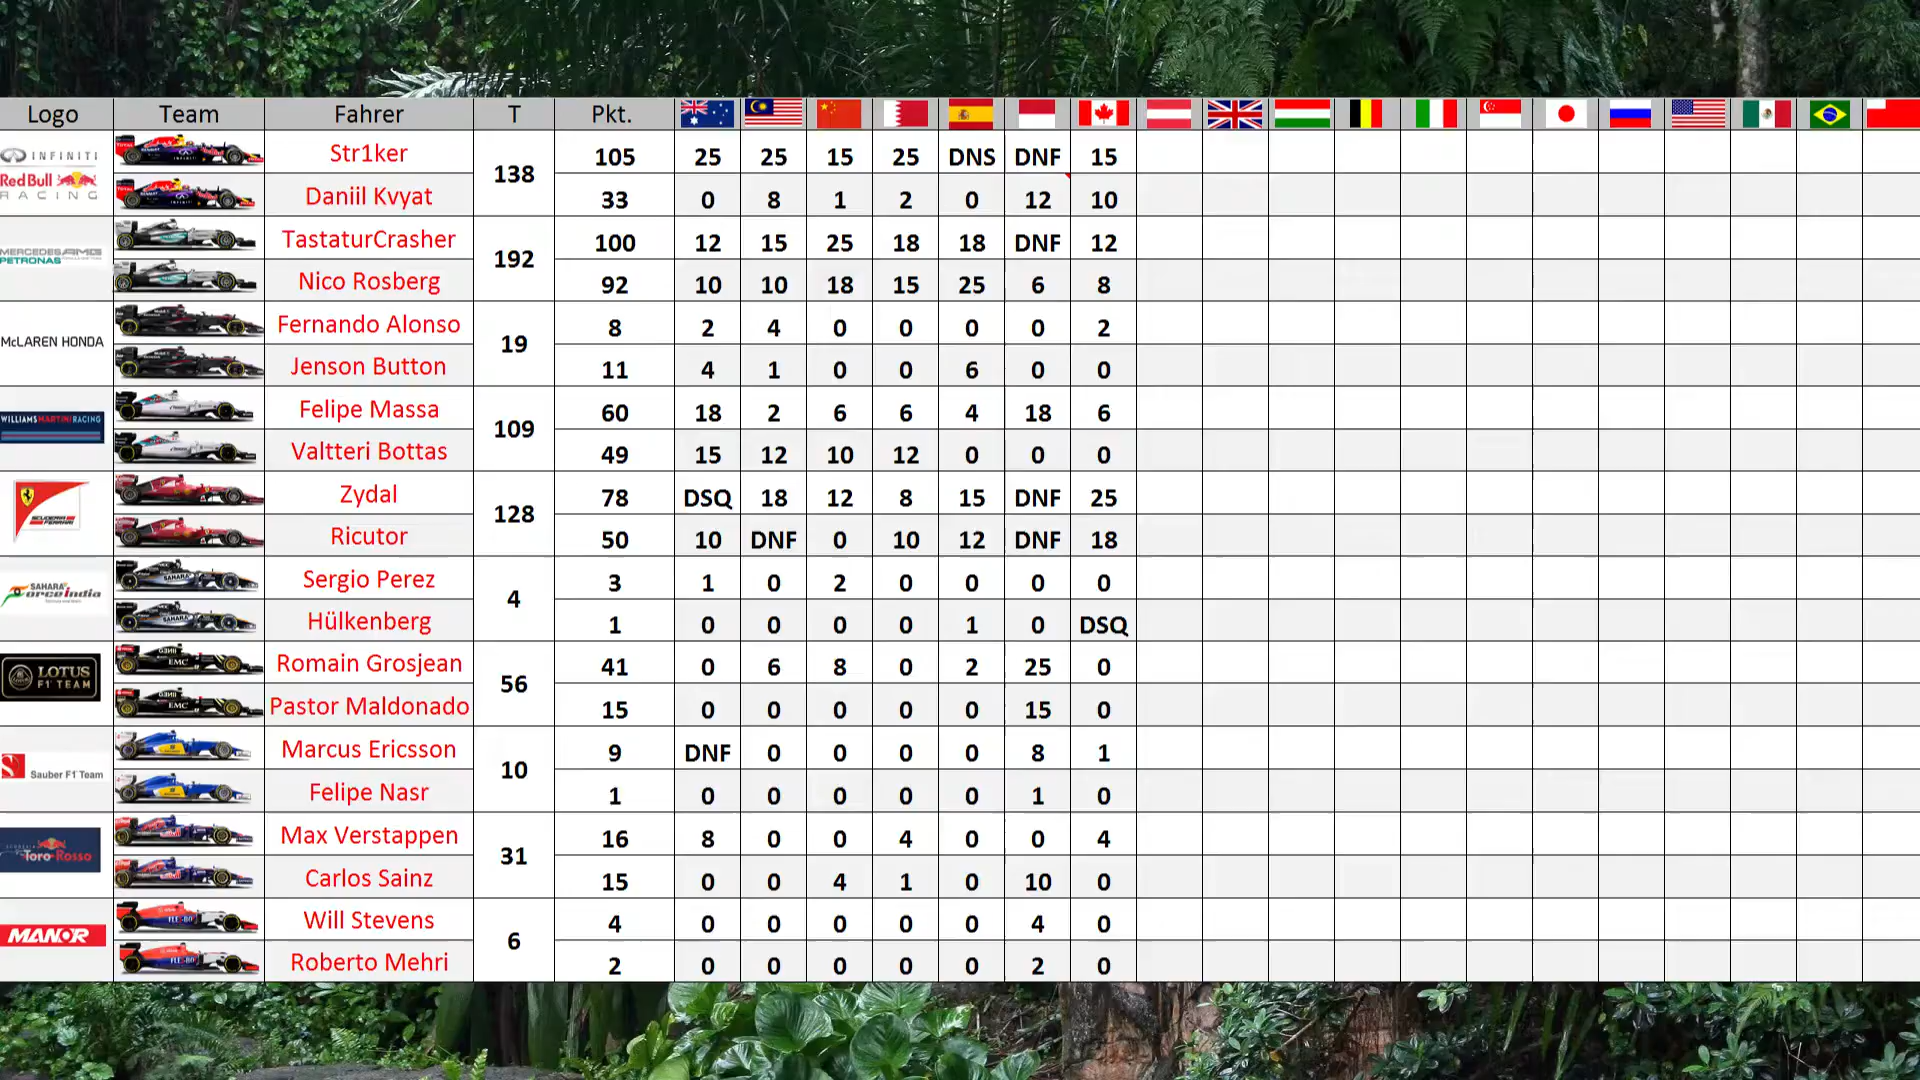 Logo Team Fahrer T Pkt.
INFINITI
Red Bull
RACING
Str1ker 138 105 25 25 15 25 DNS DNF 15
Daniil Kvyat 33 0 8 1 2 0 12 10
MERCEDES AMG
PETRONAS
TastaturCrasher 192 100 12 15 25 18 18 DNF 12
Nico Rosberg 92 10 10 18 15 25 6 8
McLAREN HONDA
Fernando Alonso 19 8 2 4 0 0 0 0 2
Jenson Button 11 4 1 0 0 6 0 0
WILLIAMS MARTINI RACING
Felipe Massa 109 60 18 2 6 6 4 18 6
Valtteri Bottas 49 15 12 10 12 0 0 0
SCUDERIA
FERRARI
Zydal 128 78 DSQ 18 12 8 15 DNF 25
Ricutor 50 10 DNF 0 10 12 DNF 18
SAHARA
Force India
Sergio Perez 4 3 1 0 2 0 0 0 0
Hülkenberg 1 0 0 0 0 1 0 DSQ
LOTUS
F1 TEAM
Romain Grosjean 56 41 0 6 8 0 2 25 0
Pastor Maldonado 15 0 0 0 0 0 15 0
Sauber F1 Team
Marcus Ericsson 10 9 DNF 0 0 0 0 8 1
Felipe Nasr 1 0 0 0 0 0 1 0
Toro Rosso
Max Verstappen 31 16 8 0 0 4 0 0 4
Carlos Sainz 15 0 0 4 1 0 10 0
MANOR
Will Stevens 6 4 0 0 0 0 0 4 0
Roberto Mehri 2 0 0 0 0 0 2 0